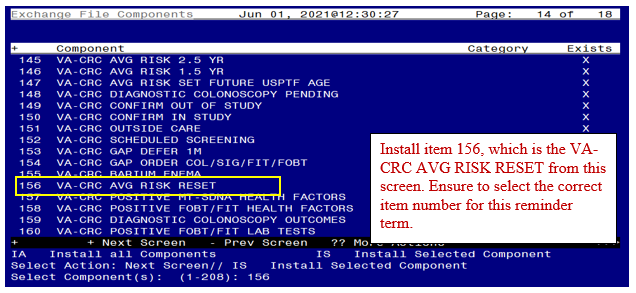 Exchange File Components Jun 01, 2021@12:30:27 Page: 14 of 18
+ Component Category Exists
145 VA-CRC AVG RISK 2.5 YR X
146 VA-CRC AVG RISK 1.5 YR X
147 VA-CRC AVG RISK SET FUTURE USPTF AGE X
148 VA-CRC DIAGNOSTIC COLONOSCOPY PENDING X
149 VA-CRC CONFIRM OUT OF STUDY X
150 VA-CRC CONFIRM IN STUDY X
151 VA-CRC OUTSIDE CARE X
152 VA-CRC SCHEDULED SCREENING
153 VA-CRC GAP DEFER 1M
154 VA-CRC GAP ORDER COL/SIG/FIT/FOBT
155 VA-CRC BARIUM ENEMA
156 VA-CRC AVG RISK RESET
157 VA-CRC POSITIVE MT-SDNA HEALTH FACTORS
158 VA-CRC POSITIVE FOBT/FIT HEALTH FACTORS
159 VA-CRC DIAGNOSTIC COLONOSCOPY OUTCOMES
160 VA-CRC POSITIVE FOBT/FIT LAB TESTS
Install item 156, which is the VA-
CRC AVG RISK RESET from this
screen. Ensure to select the correct
item number for this reminder
term.
+ + Next Screen - Prev Screen ?? More Actions
IA Install all Components IS Install Selected Component
Select Action: Next Screen// IS Install Selected Component
Select Component(s): (1-208): 156